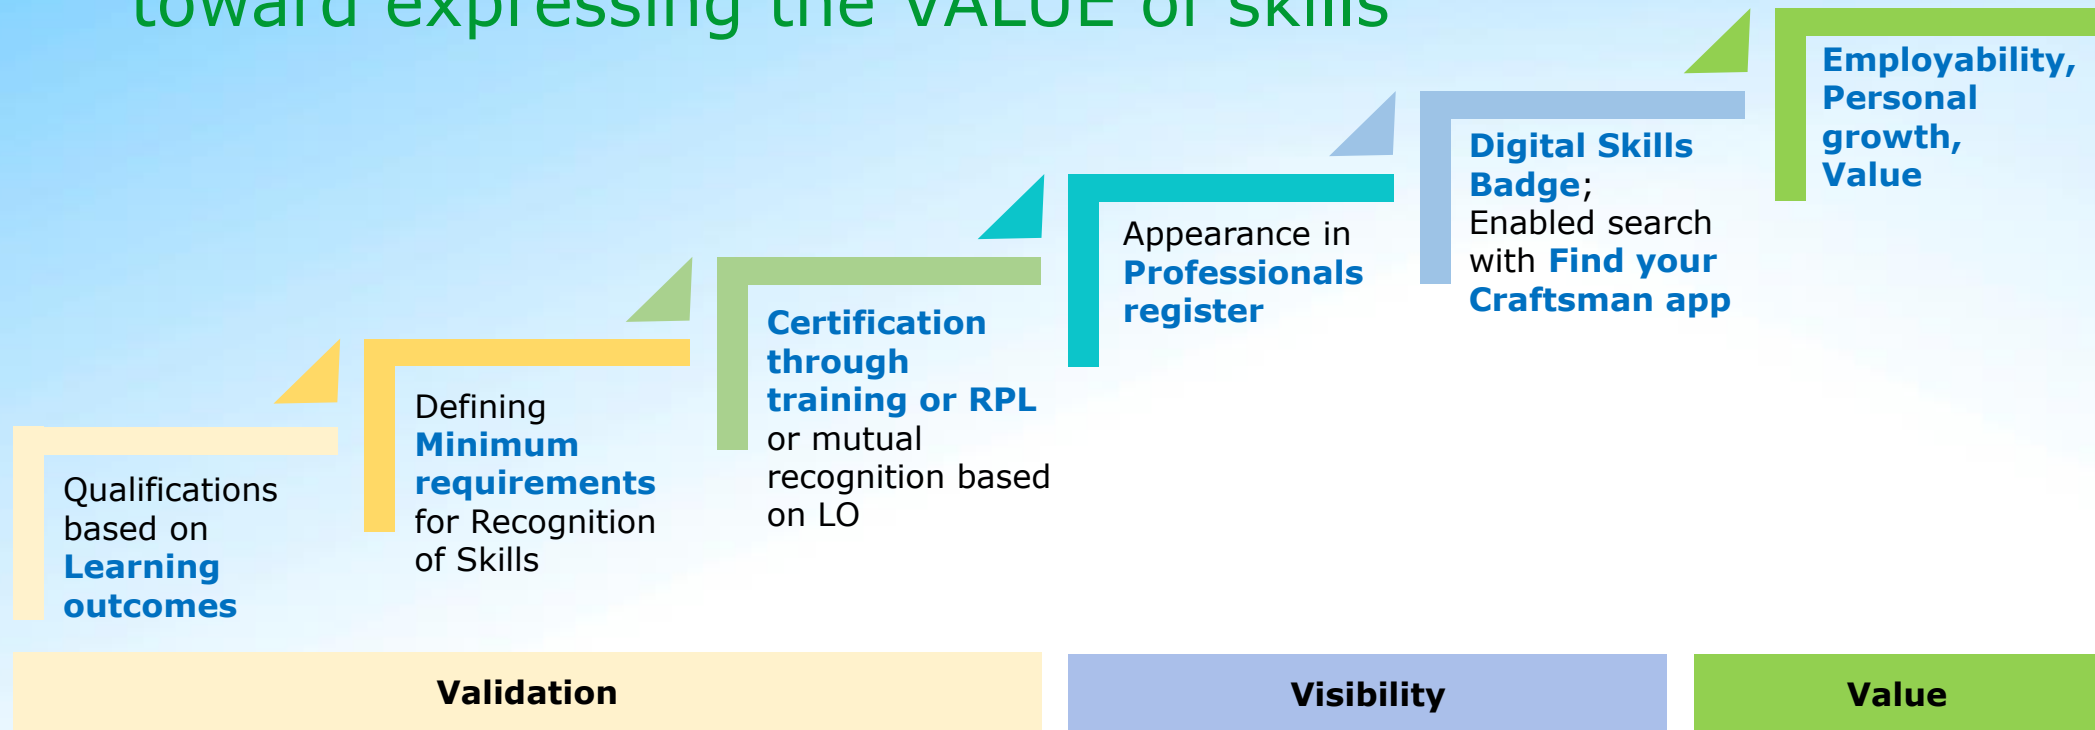 toward expressing the VALUE of skills
Qualifications
based on
Learning
outcomes
Defining
Minimum
requirements
for Recognition
of Skills
Certification
through
training or RPL
or mutual
recognition based
on LO
Appearance in
Professionals
register
Digital Skills
Badge;
Enabled search
with Find your
Craftsman app
Employability,
Personal
growth,
Value
Validation
Visibility
Value